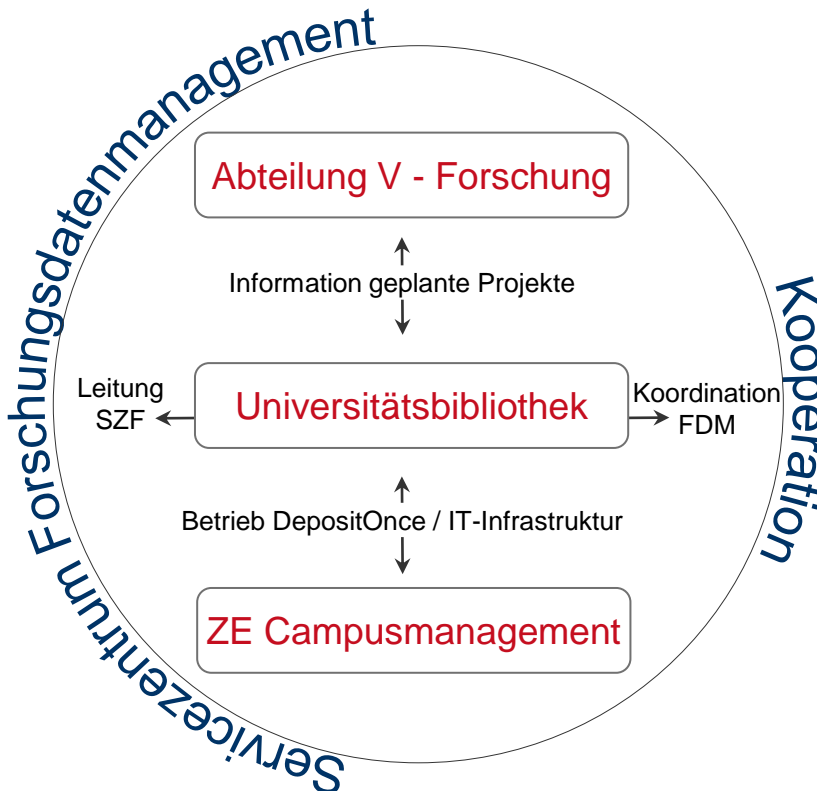 Servicezentrum Forschungsdatenmanagement
Kooperation
Abteilung V - Forschung
Information geplante Projekte
Leitung
SZF
Universitätsbibliothek
Koordination
FDM
Betrieb DepositOnce / IT-Infrastruktur
ZE Campusmanagement